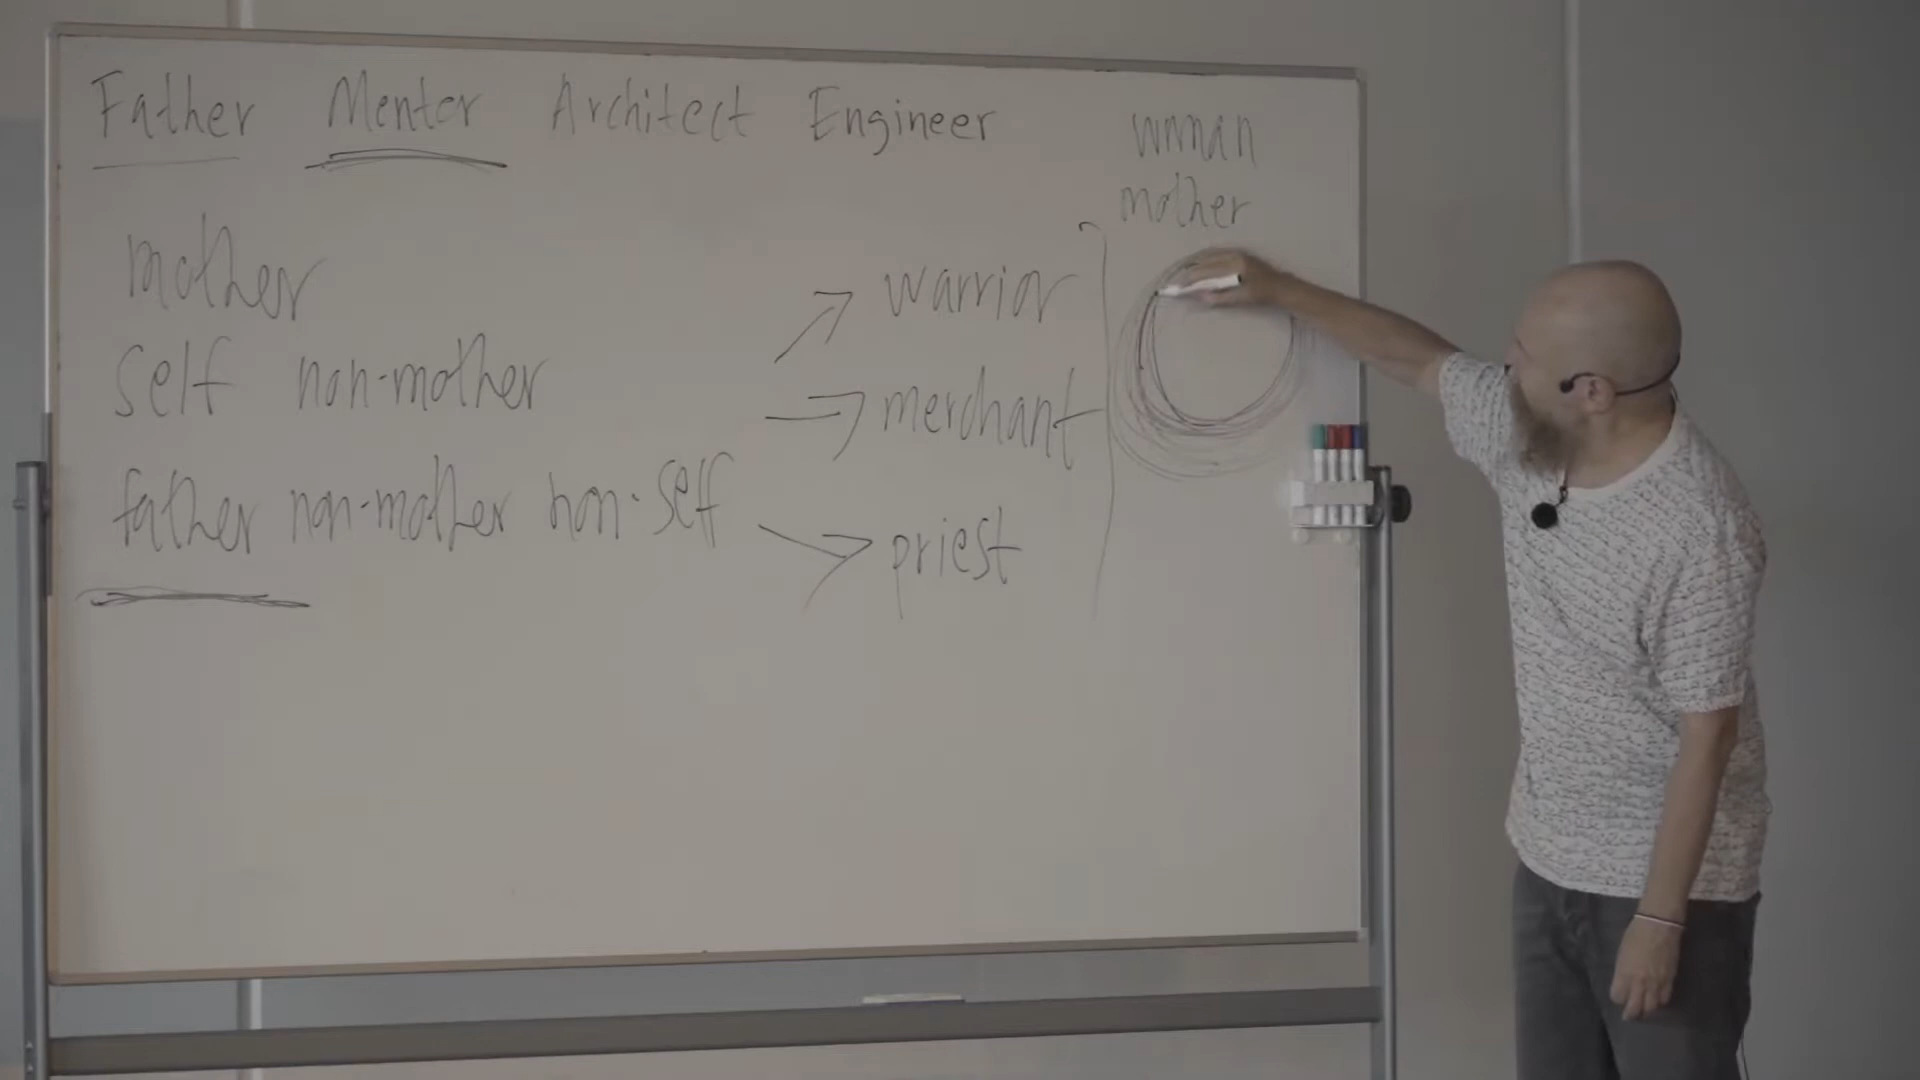 Father Mentor Architect Engineer
woman
mother
mother
self non-mother
father non-mother non-self
warrior
merchant
priest